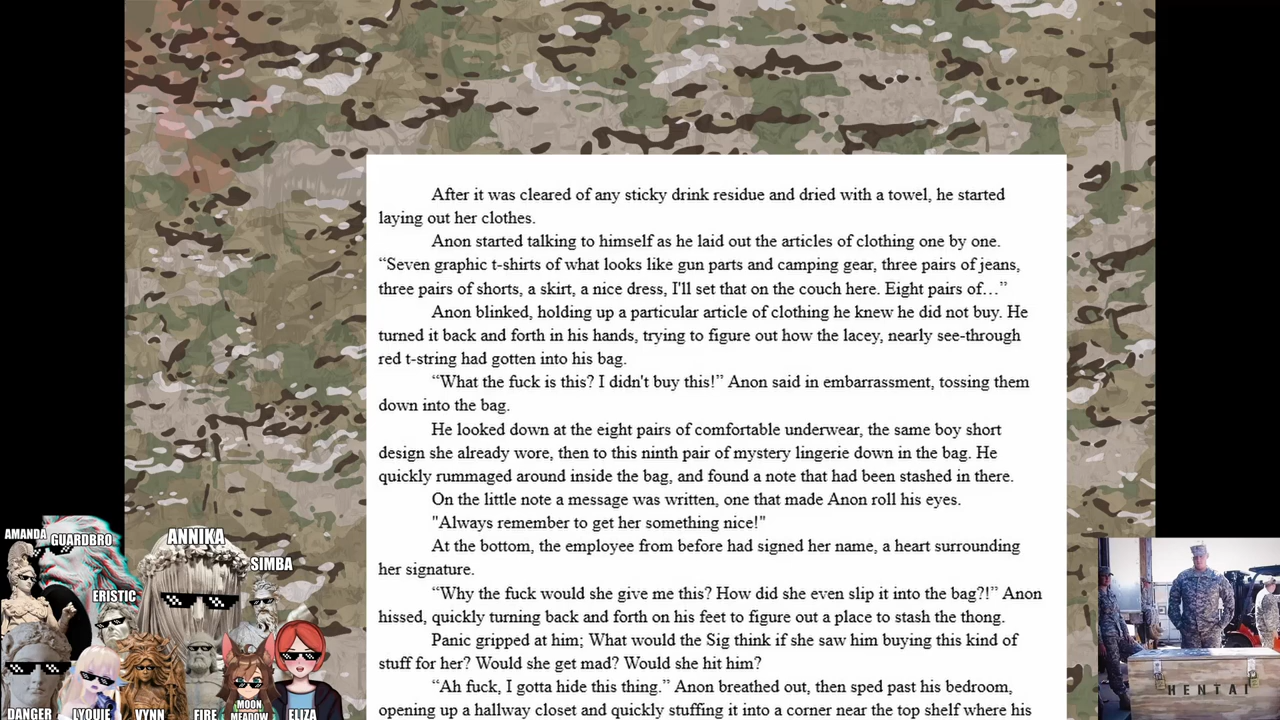 After it was cleared of any sticky drink residue and dried with a towel, he started
laying out her clothes.
Anon started talking to himself as he laid out the articles of clothing one by one.
“Seven graphic t-shirts of what looks like gun parts and camping gear, three pairs of jeans,
three pairs of shorts, a skirt, a nice dress, I'll set that on the couch here. Eight pairs of…”
Anon blinked, holding up a particular article of clothing he knew he did not buy. He
turned it back and forth in his hands, trying to figure out how the lacey, nearly see-through
red t-string had gotten into his bag.
“What the fuck is this? I didn't buy this!” Anon said in embarrassment, tossing them
down into the bag.
He looked down at the eight pairs of comfortable underwear, the same boy short
design she already wore, then to this ninth pair of mystery lingerie down in the bag. He
quickly rummaged around inside the bag, and found a note that had been stashed in there.
On the little note a message was written, one that made Anon roll his eyes.
"Always remember to get her something nice!"
At the bottom, the employee from before had signed her name, a heart surrounding
her signature.
“Why the fuck would she give me this? How did she even slip it into the bag?!” Anon
hissed, quickly turning back and forth on his feet to figure out a place to stash the thong.
Panic gripped at him; What would the Sig think if she saw him buying this kind of
stuff for her? Would she get mad? Would she hit him?
“Ah fuck, I gotta hide this thing.” Anon breathed out, then sped past his bedroom,
opening up a hallway closet and quickly stuffing it into a corner near the top shelf where his
AMANDA
GUARDBRO
ANNIKA
SIMBA
ERISTIC
DANGER
LYQUIE
VYNN
FIRE
MOON
MEADOW
ELIZA
HENTAI